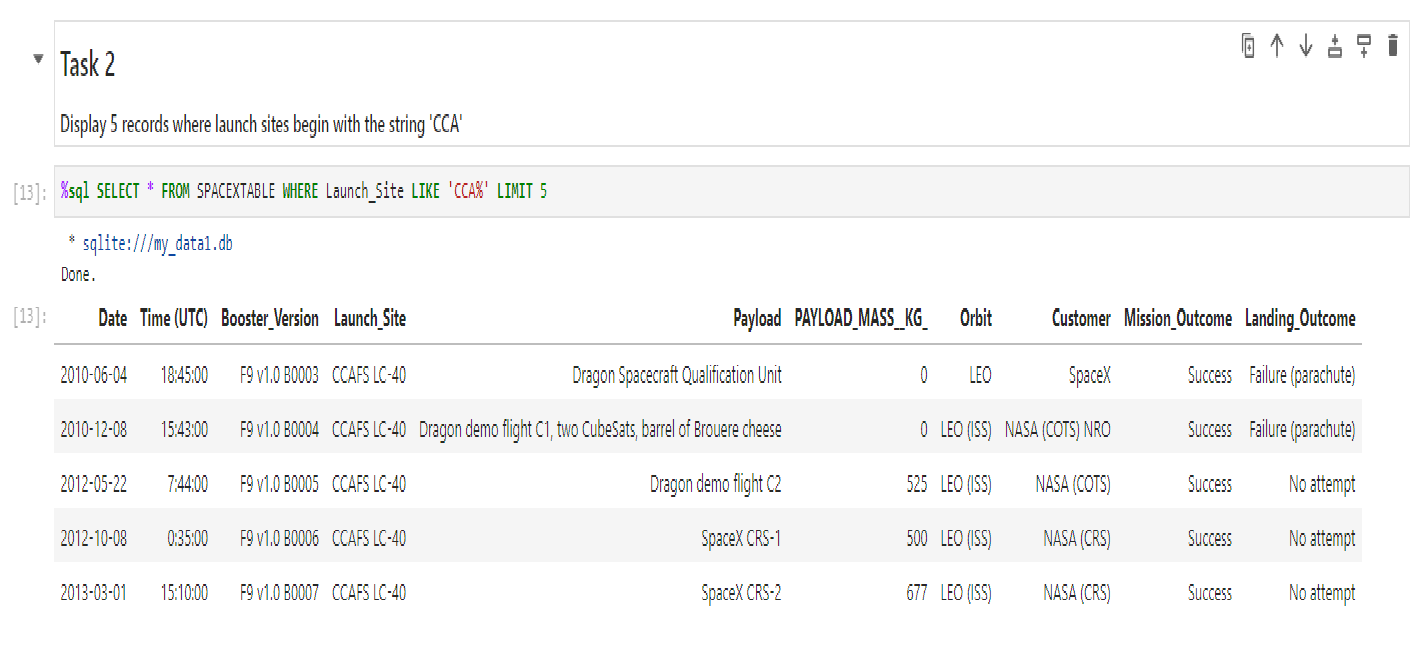 Task 2
Display 5 records where launch sites begin with the string 'CCA'
[13]: %sql SELECT * FROM SPACEXTABLE WHERE Launch_Site LIKE 'CCA%' LIMIT 5
* sqlite:///my_data1.db
Done.
[13]: Date Time (UTC) Booster_Version Launch_Site Payload PAYLOAD_MASS__KG_ Orbit Customer Mission_Outcome Landing_Outcome
2010-06-04 18:45:00 F9 v1.0 B0003 CCAFS LC-40 Dragon Spacecraft Qualification Unit 0 LEO SpaceX Success Failure (parachute)
2010-12-08 15:43:00 F9 v1.0 B0004 CCAFS LC-40 Dragon demo flight C1, two CubeSats, barrel of Brouere cheese 0 LEO (ISS) NASA (COTS) NRO Success Failure (parachute)
2012-05-22 7:44:00 F9 v1.0 B0005 CCAFS LC-40 Dragon demo flight C2 525 LEO (ISS) NASA (COTS) Success No attempt
2012-10-08 0:35:00 F9 v1.0 B0006 CCAFS LC-40 SpaceX CRS-1 500 LEO (ISS) NASA (CRS) Success No attempt
2013-03-01 15:10:00 F9 v1.0 B0007 CCAFS LC-40 SpaceX CRS-2 677 LEO (ISS) NASA (CRS) Success No attempt